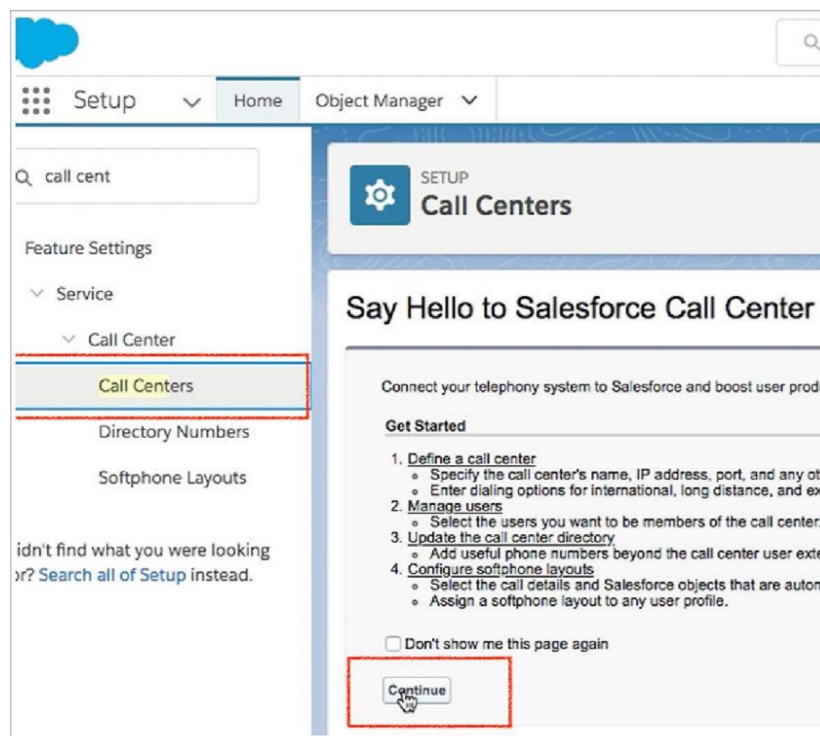 Setup
Home
Object Manager
call cent
Feature Settings
Service
Call Center
Call Centers
Directory Numbers
Softphone Layouts
idn't find what you were looking
or? Search all of Setup instead.
SETUP
Call Centers
Say Hello to Salesforce Call Center
Connect your telephony system to Salesforce and boost user prod
Get Started
1. Define a call center
Specify the call center's name, IP address, port, and any ot
Enter dialing options for international, long distance, and ex
2. Manage users
Select the users you want to be members of the call center.
3. Update the call center directory
Add useful phone numbers beyond the call center user exte
4. Configure softphone layouts
Select the call details and Salesforce objects that are auton
Assign a softphone layout to any user profile.
Don't show me this page again
Continue